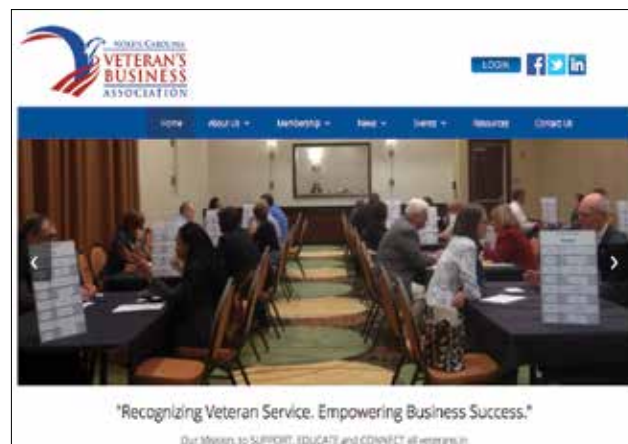 NORTH CAROLINA
VETERAN'S
BUSINESS
ASSOCIATION
LOGIN
Home About Us Membership News Events Resources Contact Us
"Recognizing Veteran Service. Empowering Business Success."
Our Mission: to SUPPORT, EDUCATE and CONNECT all veterans in